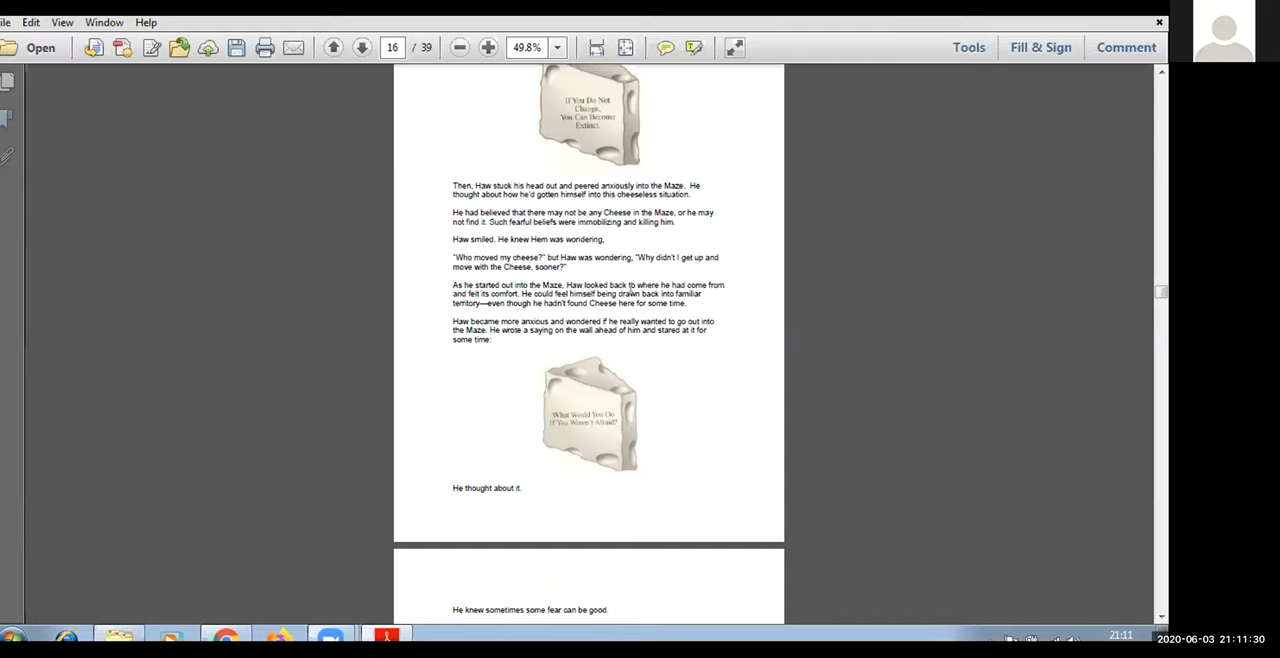 ile Edit View Window Help
Open 16 / 39 49.8% Tools Fill & Sign Comment
If You Do Not
Change,
You Can Become
Extinct.
Then, Haw stuck his head out and peered anxiously into the Maze. He
thought about how he'd gotten himself into this cheeseless situation.
He had believed that there may not be any Cheese in the Maze, or he may
not find it. Such fearful beliefs were immobilizing and killing him.
Haw smiled. He knew Hem was wondering,
"Who moved my cheese?" but Haw was wondering, "Why didn't I get up and
move with the Cheese, sooner?"
As he started out into the Maze, Haw looked back to where he had come from
and felt its comfort. He could feel himself being drawn back into familiar
territory—even though he hadn't found Cheese here for some time.
Haw became more anxious and wondered if he really wanted to go out into
the Maze. He wrote a saying on the wall ahead of him and stared at it for
some time:
What Would You Do
If You Weren't Afraid?
He thought about it.
He knew sometimes some fear can be good.
21:11
2020-06-03 21:11:30